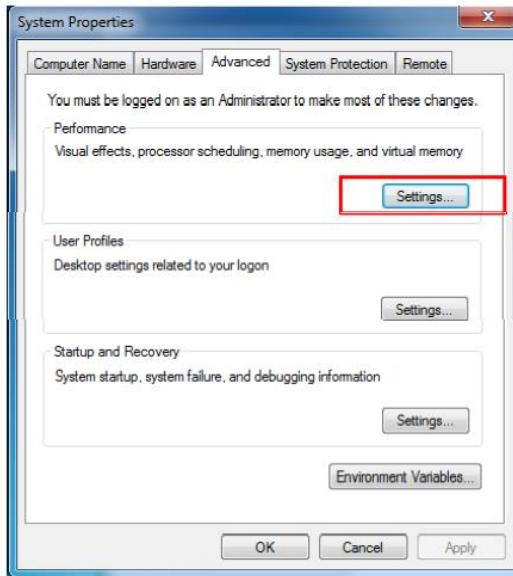 System Properties
Computer Name Hardware Advanced System Protection Remote
You must be logged on as an Administrator to make most of these changes.
Performance
Visual effects, processor scheduling, memory usage, and virtual memory
Settings...
User Profiles
Desktop settings related to your logon
Settings...
Startup and Recovery
System startup, system failure, and debugging information
Settings...
Environment Variables...
OK Cancel Apply